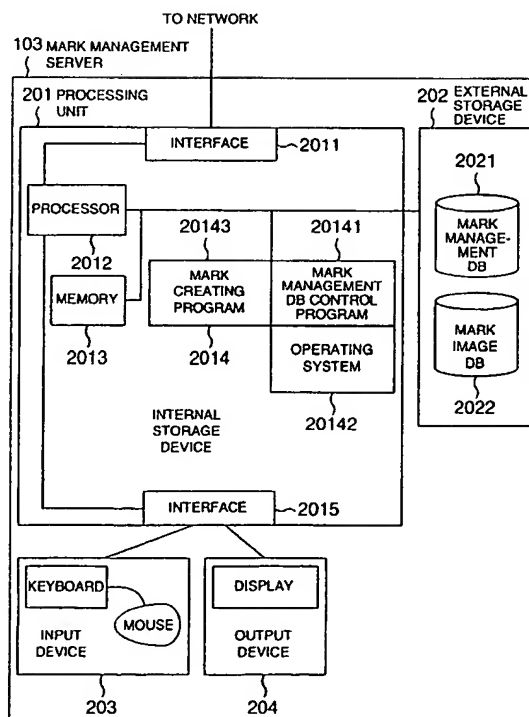 TO NETWORK
103 MARK MANAGEMENT
SERVER
201 PROCESSING
UNIT
202 EXTERNAL
STORAGE
DEVICE
INTERFACE
2011
2021
PROCESSOR
2012
20143
20141
MARK
MANAGE-
MENT DB
MEMORY
2013
MARK
CREATING
PROGRAM
MARK
MANAGEMENT
DB CONTROL
PROGRAM
2014
OPERATING
SYSTEM
MARK
IMAGE
DB
2022
20142
INTERNAL
STORAGE
DEVICE
INTERFACE
2015
KEYBOARD
MOUSE
INPUT
DEVICE
DISPLAY
OUTPUT
DEVICE
203
204